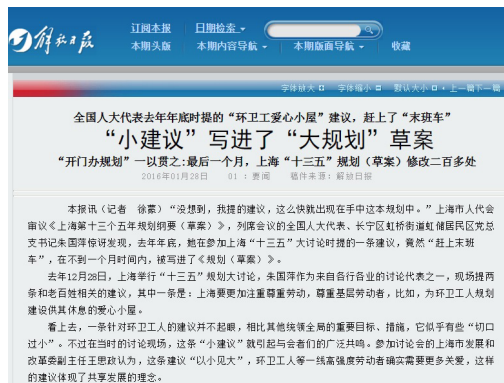 解放日报
订阅本报 日期检索
本期头版 本期内容导航 本期版面导航 收藏
字体放大 字体缩小 默认大小 上一篇下一篇
全国人大代表去年年底时提的“环卫工爱心小屋”建议，赶上了“末班车”
“小建议”写进了“大规划”草案
“开门办规划”一以贯之:最后一个月，上海“十三五”规划（草案）修改二百多处
2016年01月28日 01 : 要闻 稿件来源: 解放日报
本报讯（记者 徐蒙）“没想到，我提的建议，这么快就出现在手中这本规划中。”上海市人代会
审议《上海第十三个五年规划纲要（草案）》，列席会议的全国人大代表、长宁区虹桥街道虹储居民区党总
支书记朱国萍惊讶发现，去年年底，她在参加上海“十三五”大讨论时提的一条建议，竟然“赶上末班
车”，在不到一个月时间内，被写进了《规划（草案）》。
去年12月28日，上海举行“十三五”规划大讨论，朱国萍作为来自各行各业的讨论代表之一，现场提两
条和老百姓相关的建议，其中一条是：上海要更加注重尊重劳动，尊重基层劳动者，比如，为环卫工人规划
建设供其休息的爱心小屋。
看上去，一条针对环卫工人的建议并不起眼，相比其他统领全局的重要目标、措施，它似乎有些“切口
过小”。不过在当时的讨论现场，这条“小建议”就引起与会者们的广泛共鸣。参加讨论会的上海市发展和
改革委副主任王思政认为，这条建议“以小见大”，环卫工人等一线高强度劳动者确实需要更多关爱，这样
的建议体现了共享发展的理念。